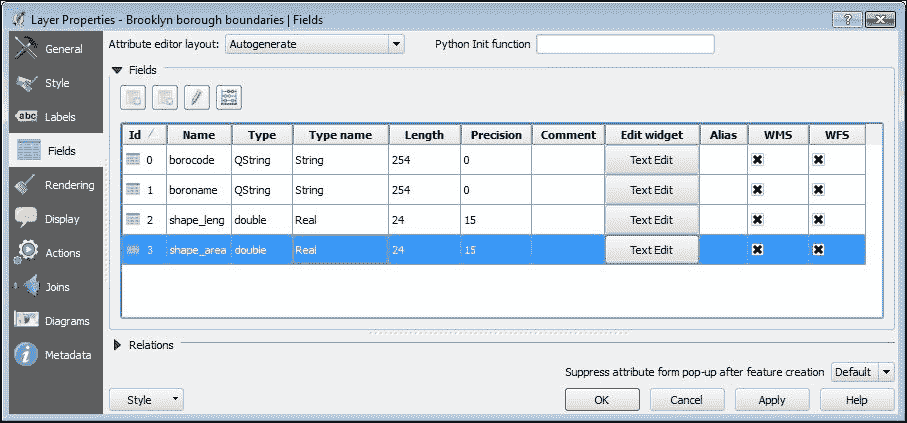 Layer Properties - Brooklyn borough boundaries | Fields
?
General
Style
abc Labels
Fields
Rendering
Display
Actions
Joins
Diagrams
Metadata
Attribute editor layout: Autogenerate Python Init function
Fields
Id Name Type Type name Length Precision Comment Edit widget Alias WMS WFS
0 borocode QString String 254 0 Text Edit
1 boroname QString String 254 0 Text Edit
2 shape_leng double Real 24 15 Text Edit
3 shape_area double Real 24 15 Text Edit
Relations
Suppress attribute form pop-up after feature creation Default
Style OK Cancel Apply Help